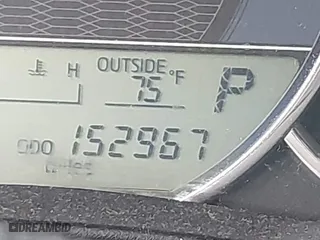 H OUTSIDE °F
75 P
ODO 152967
miles
DREAMBID